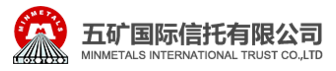 MINMETALS
五矿国际信托有限公司
MINMETALS INTERNATIONAL TRUST CO.,LTD